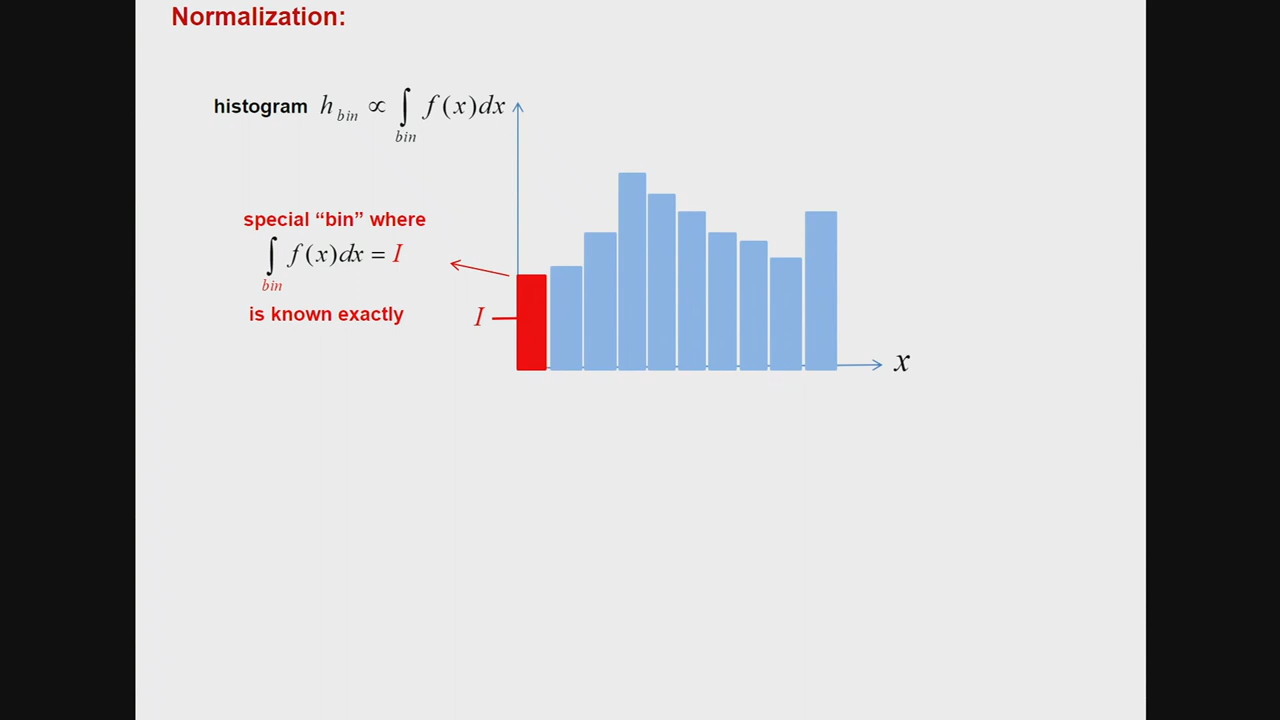 Normalization:
histogram h_bin ∝ ∫_bin f(x)dx
special “bin” where
∫_bin f(x)dx = I
is known exactly
I
x